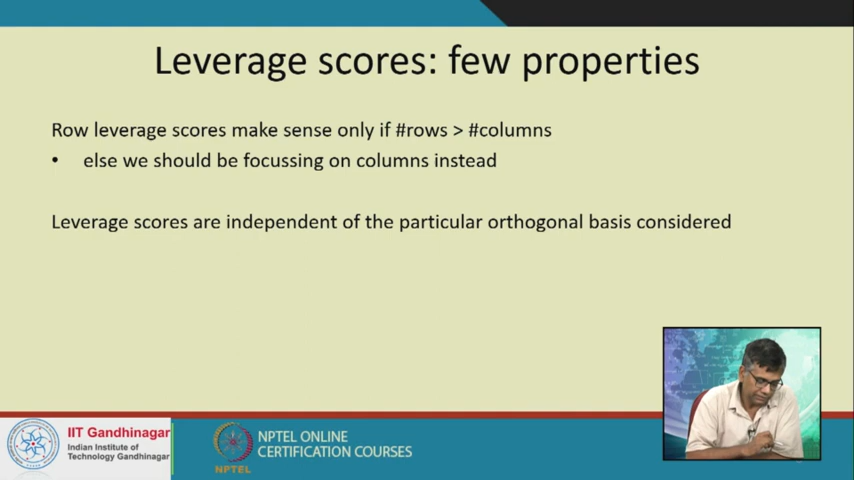 Leverage scores: few properties
Row leverage scores make sense only if #rows > #columns
• else we should be focussing on columns instead
Leverage scores are independent of the particular orthogonal basis considered
IIT Gandhinagar
Indian Institute of
Technology Gandhinagar
NPTEL
NPTEL ONLINE
CERTIFICATION COURSES